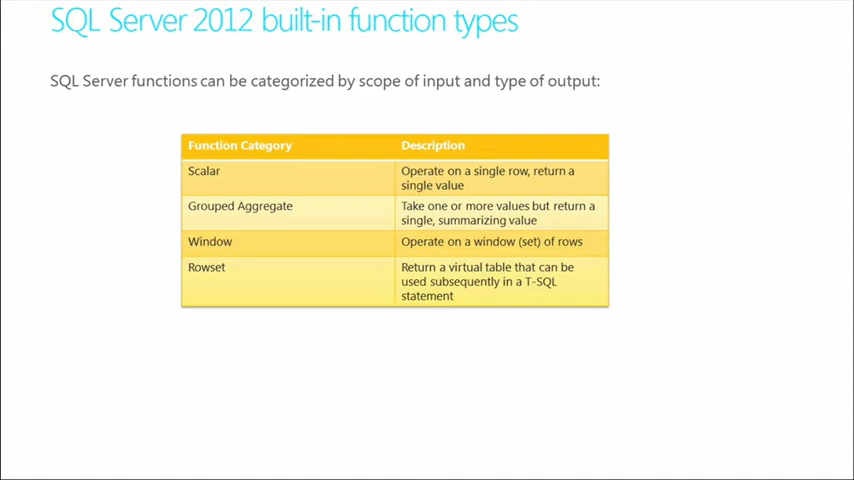 SQL Server 2012 built-in function types
SQL Server functions can be categorized by scope of input and type of output:
Function Category Description
Scalar Operate on a single row, return a
single value
Grouped Aggregate Take one or more values but return a
single, summarizing value
Window Operate on a window (set) of rows
Rowset Return a virtual table that can be
used subsequently in a T-SQL
statement